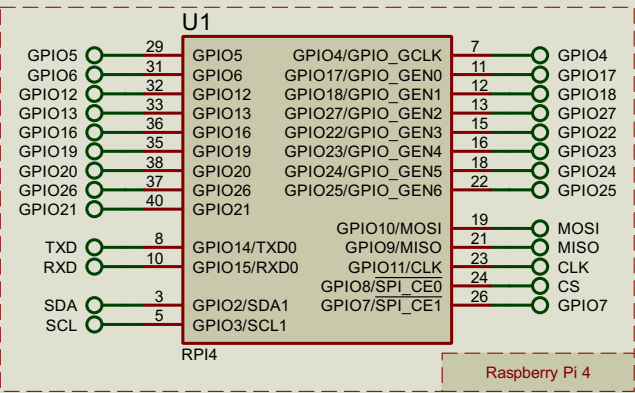 U1
GPIO5 29 GPIO5 GPIO4/GPIO_GCLK 7 GPIO4
GPIO6 31 GPIO6 GPIO17/GPIO_GEN0 11 GPIO17
GPIO12 32 GPIO12 GPIO18/GPIO_GEN1 12 GPIO18
GPIO13 33 GPIO13 GPIO27/GPIO_GEN2 13 GPIO27
GPIO16 36 GPIO16 GPIO22/GPIO_GEN3 15 GPIO22
GPIO19 35 GPIO19 GPIO23/GPIO_GEN4 16 GPIO23
GPIO20 38 GPIO20 GPIO24/GPIO_GEN5 18 GPIO24
GPIO26 37 GPIO26 GPIO25/GPIO_GEN6 22 GPIO25
GPIO21 40 GPIO21
GPIO10/MOSI 19 MOSI
TXD 8 GPIO14/TXD0 GPIO9/MISO 21 MISO
RXD 10 GPIO15/RXD0 GPIO11/CLK 23 CLK
GPIO8/SPI_CE0 24 CS
SDA 3 GPIO2/SDA1 GPIO7/SPI_CE1 26 GPIO7
SCL 5 GPIO3/SCL1
RPI4
Raspberry Pi 4